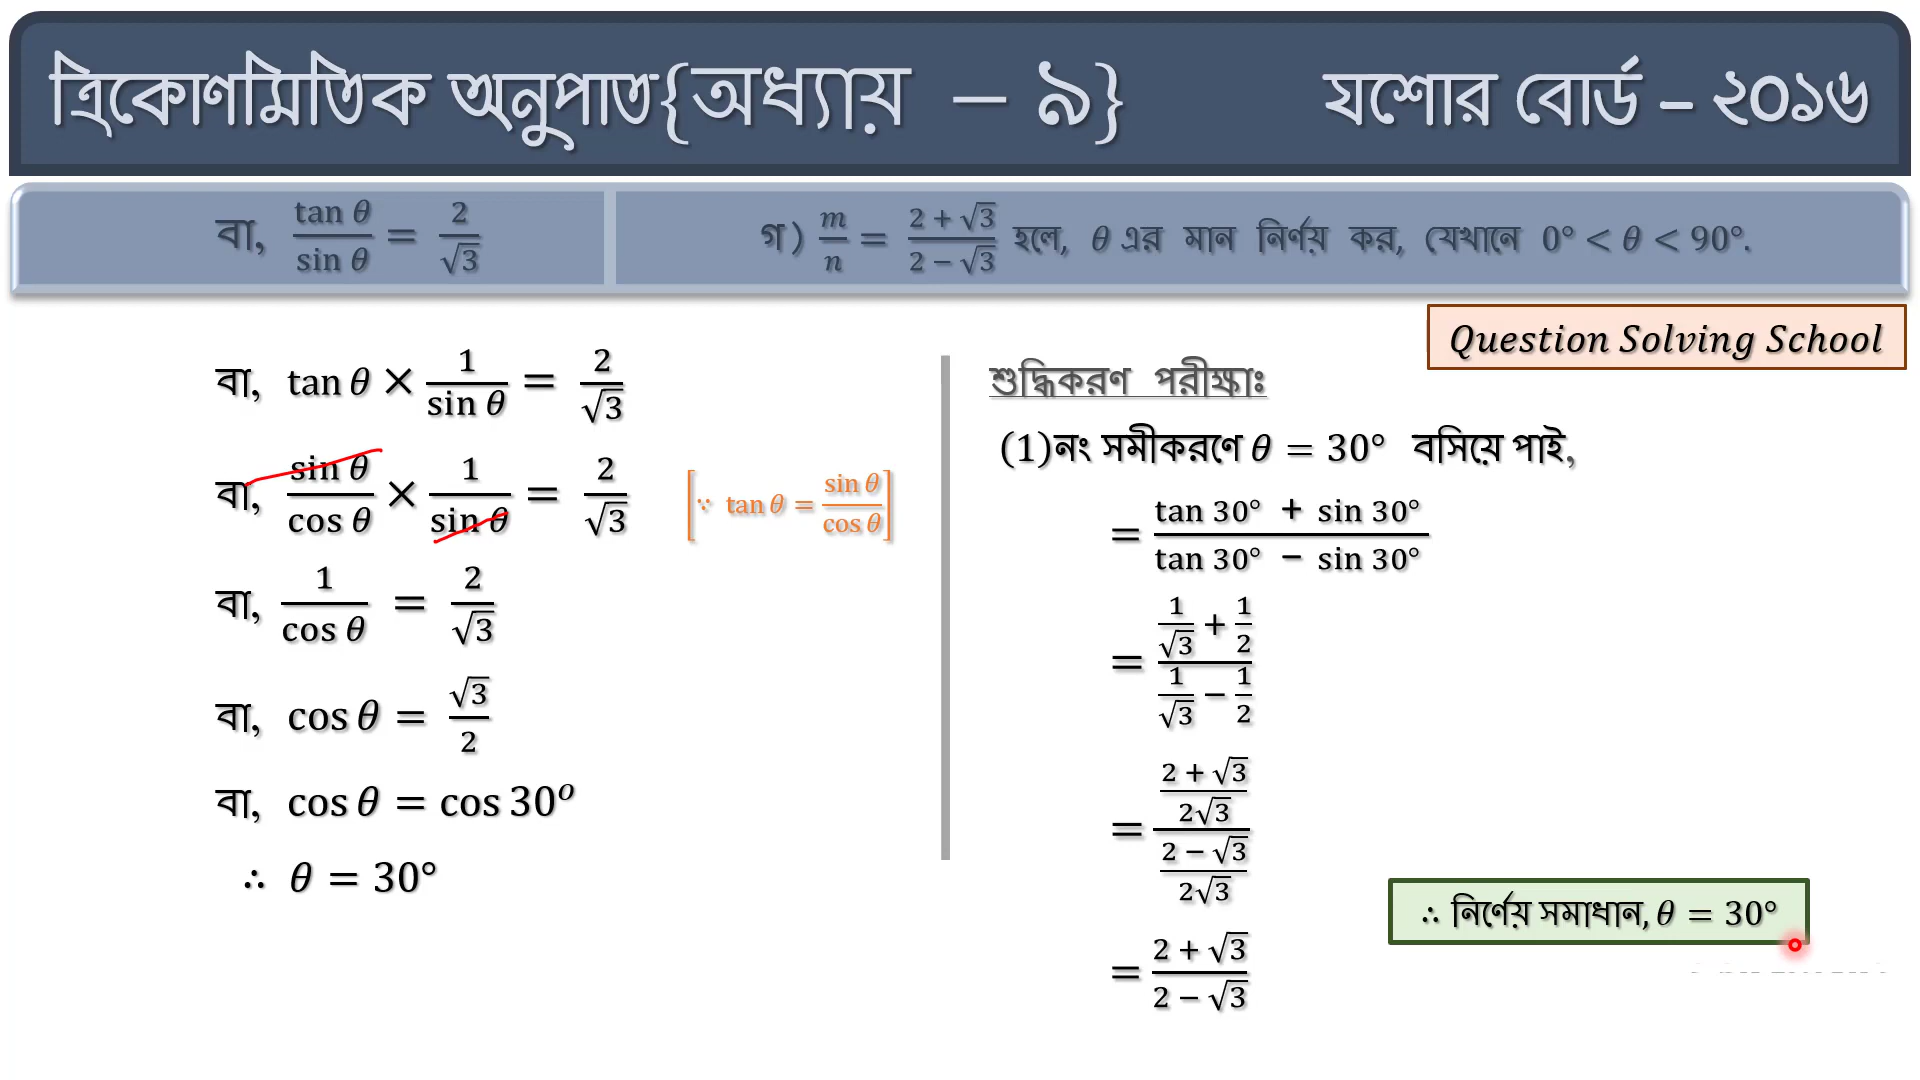 ত্রিকোণমিতিক অনুপাত{অধ্যায় – ৯} যশোর বোর্ড – ২০১৬
বা, tan θ / sin θ = 2/√3
গ) m/n = (2 + √3)/(2 − √3) হলে, θ এর মান নির্ণয় কর, যেখানে 0° < θ < 90°.
Question Solving School
বা, tan θ × 1/sin θ = 2/√3
বা, sin θ/cos θ × 1/sin θ = 2/√3 [∵ tan θ = sin θ/cos θ]
বা, 1/cos θ = 2/√3
বা, cos θ = √3/2
বা, cos θ = cos 30°
∴ θ = 30°
শুদ্ধিকরণ পরীক্ষাঃ
(1)নং সমীকরণে θ = 30° বসিয়ে পাই,
= (tan 30° + sin 30°)/(tan 30° − sin 30°)
= (1/√3 + 1/2)/(1/√3 − 1/2)
= ((2 + √3)/2√3)/((2 − √3)/2√3)
= (2 + √3)/(2 − √3)
∴ নির্ণেয় সমাধান, θ = 30°